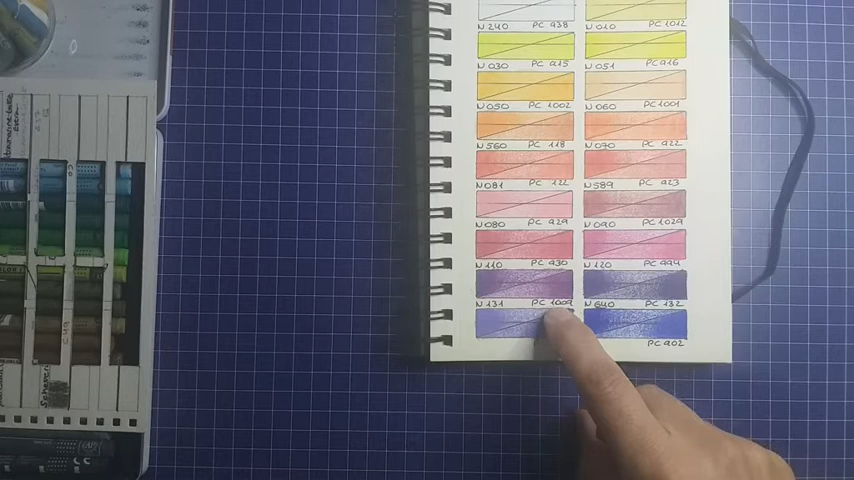 N 240 PC 938 N 010 PC 1012
N 030 PC 915 N 051 PC 916
N 050 PC 1002 N 060 PC 1001
N 560 PC 118 N 070 PC 922
N 081 PC 122 N 589 PC 923
N 080 PC 929 N 090 PC 1029
N 110 PC 930 N 120 PC 994
N 131 PC 1009 N 640 PC 132
PC 902